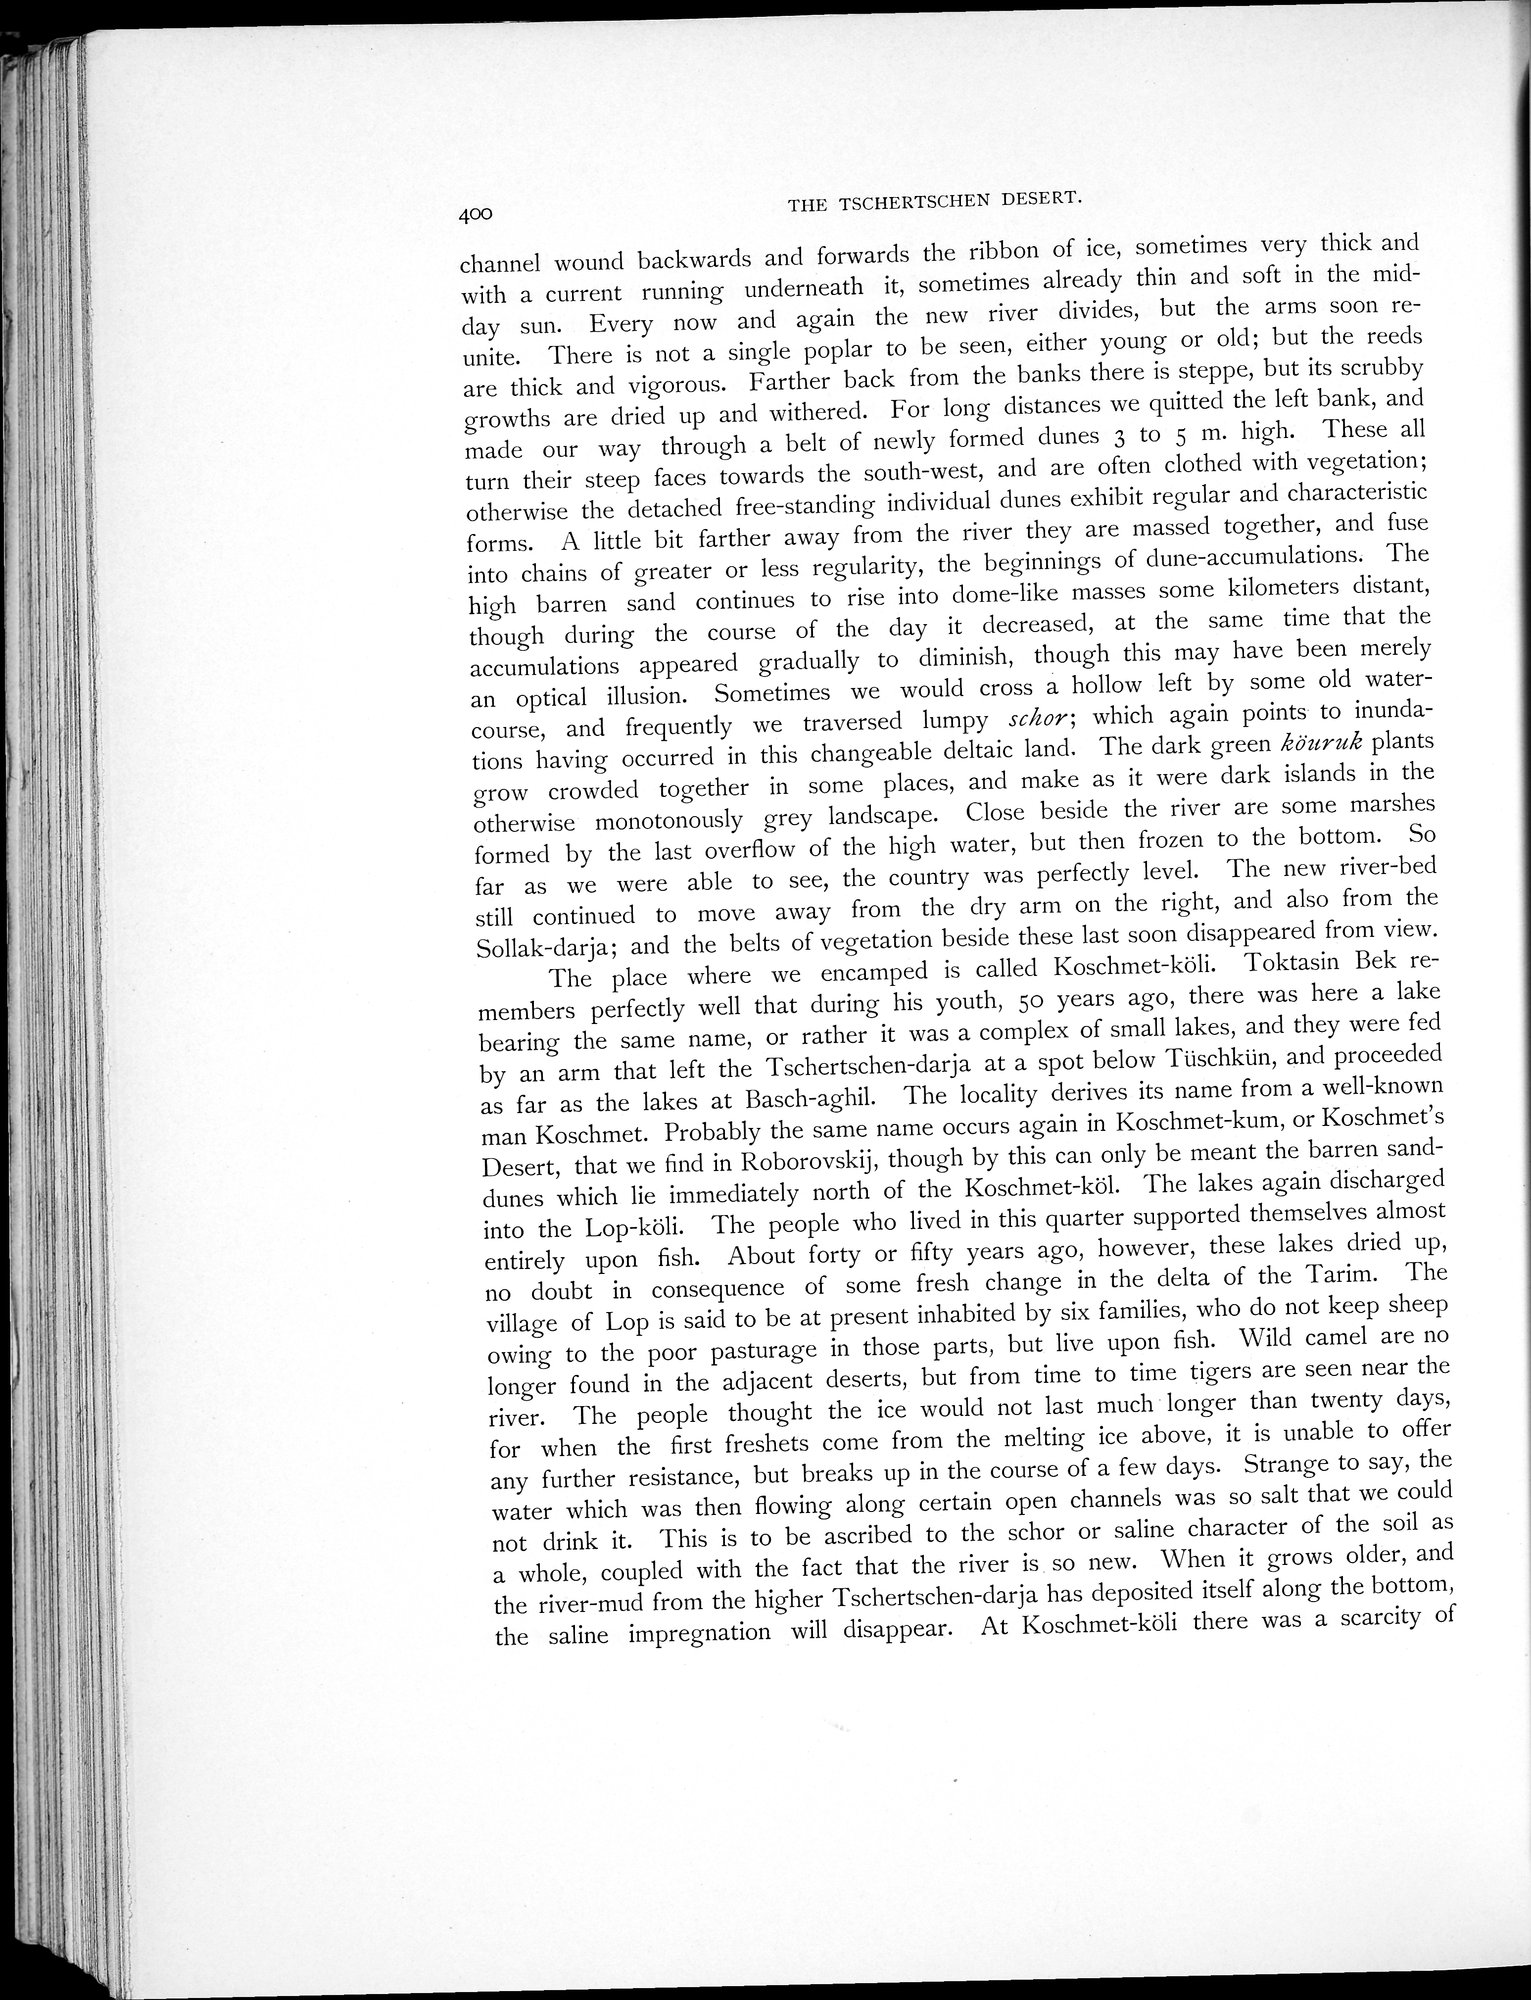 400
THE TSCHERTSCHEN DESERT.
channel wound backwards and forwards the ribbon of ice, sometimes very thick and
with a current running underneath it, sometimes already thin and soft in the mid-
day sun. Every now and again the new river divides, but the arms soon re-
unite. There is not a single poplar to be seen, either young or old; but the reeds
are thick and vigorous. Farther back from the banks there is steppe, but its scrubby
growths are dried up and withered. For long distances we quitted the left bank, and
made our way through a belt of newly formed dunes 3 to 5 m. high. These all
turn their steep faces towards the south-west, and are often clothed with vegetation;
otherwise the detached free-standing individual dunes exhibit regular and characteristic
forms. A little bit farther away from the river they are massed together, and fuse
into chains of greater or less regularity, the beginnings of dune-accumulations. The
high barren sand continues to rise into dome-like masses some kilometers distant,
though during the course of the day it decreased, at the same time that the
accumulations appeared gradually to diminish, though this may have been merely
an optical illusion. Sometimes we would cross a hollow left by some old water-
course, and frequently we traversed lumpy schor; which again points to inunda-
tions having occurred in this changeable deltaic land. The dark green köuruk plants
grow crowded together in some places, and make as it were dark islands in the
otherwise monotonously grey landscape. Close beside the river are some marshes
formed by the last overflow of the high water, but then frozen to the bottom. So
far as we were able to see, the country was perfectly level. The new river-bed
still continued to move away from the dry arm on the right, and also from the
Sollak-darja; and the belts of vegetation beside these last soon disappeared from view.
The place where we encamped is called Koschmet-köli. Toktasin Bek re-
members perfectly well that during his youth, 50 years ago, there was here a lake
bearing the same name, or rather it was a complex of small lakes, and they were fed
by an arm that left the Tschertschen-darja at a spot below Tüschkün, and proceeded
as far as the lakes at Basch-aghil. The locality derives its name from a well-known
man Koschmet. Probably the same name occurs again in Koschmet-kum, or Koschmet's
Desert, that we find in Roborovskij, though by this can only be meant the barren sand-
dunes which lie immediately north of the Koschmet-köl. The lakes again discharged
into the Lop-köli. The people who lived in this quarter supported themselves almost
entirely upon fish. About forty or fifty years ago, however, these lakes dried up,
no doubt in consequence of some fresh change in the delta of the Tarim. The
village of Lop is said to be at present inhabited by six families, who do not keep sheep
owing to the poor pasturage in those parts, but live upon fish. Wild camel are no
longer found in the adjacent deserts, but from time to time tigers are seen near the
river. The people thought the ice would not last much longer than twenty days,
for when the first freshets come from the melting ice above, it is unable to offer
any further resistance, but breaks up in the course of a few days. Strange to say, the
water which was then flowing along certain open channels was so salt that we could
not drink it. This is to be ascribed to the schor or saline character of the soil as
a whole, coupled with the fact that the river is so new. When it grows older, and
the river-mud from the higher Tschertschen-darja has deposited itself along the bottom,
the saline impregnation will disappear. At Koschmet-köli there was a scarcity of